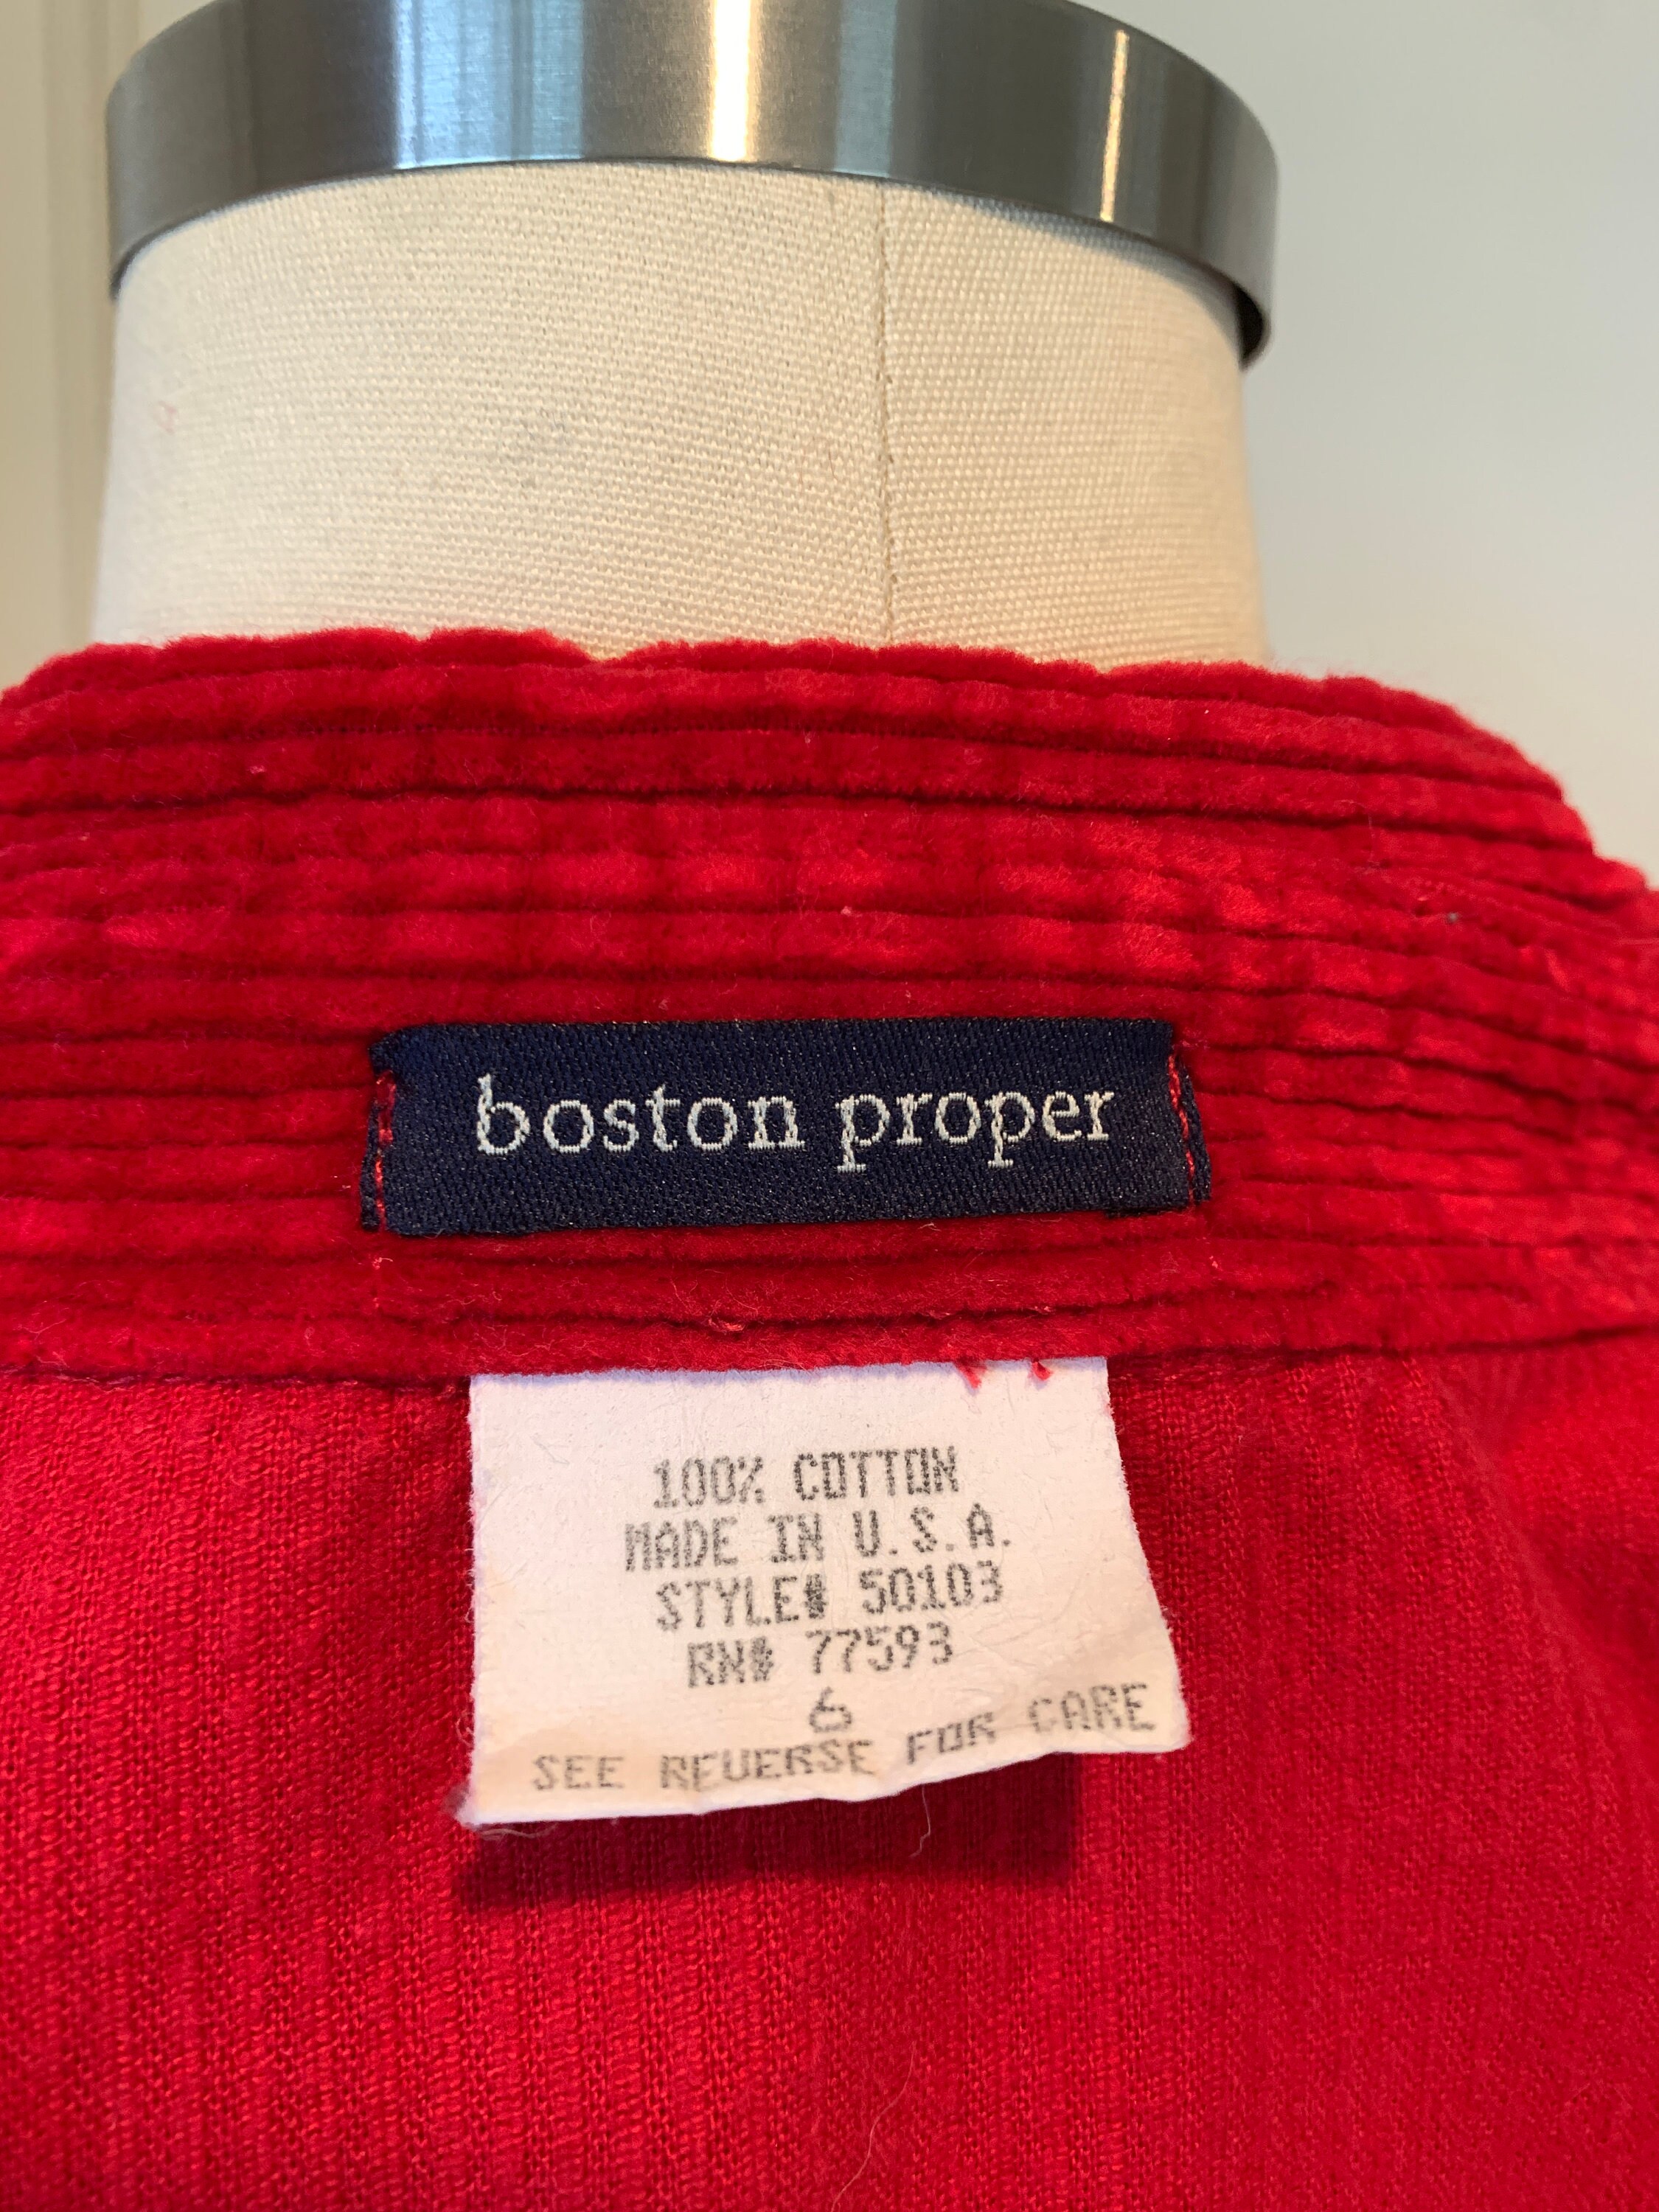 boston proper
100% COTTON
MADE IN U.S.A.
STYLE# 50103
RN# 77593
6
SEE REVERSE FOR CARE